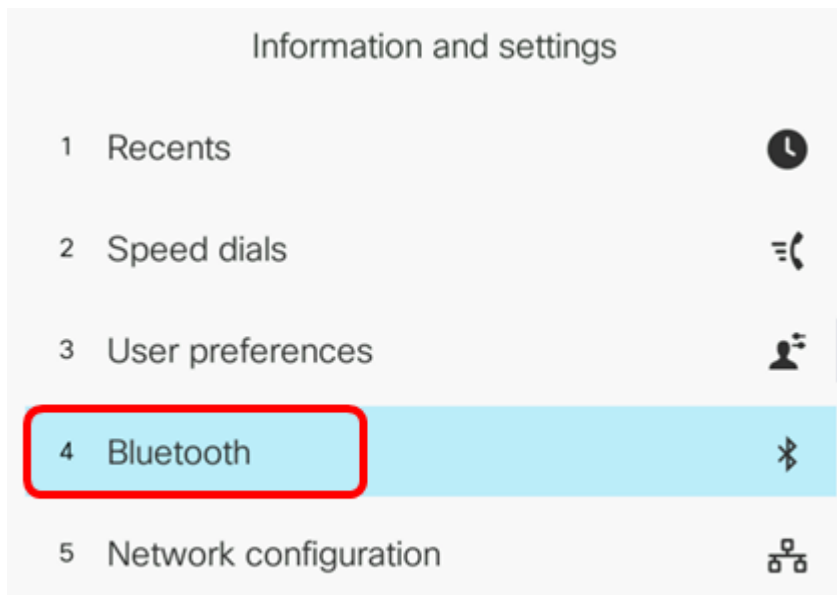 Information and settings
1 Recents
2 Speed dials
3 User preferences
4 Bluetooth
5 Network configuration